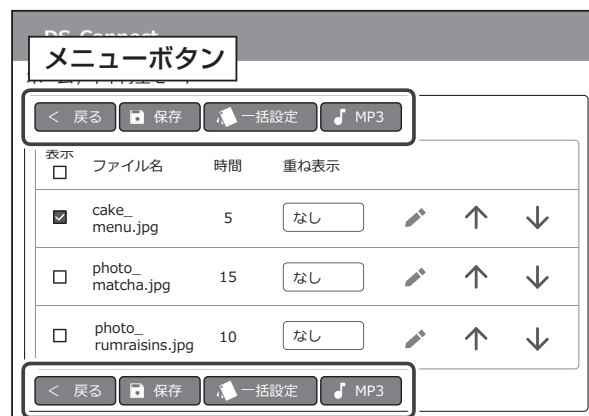 DS-Connect
メニューボタン
< 戻る 保存 一括設定 MP3
表示 ファイル名 時間 重ね表示
cake_
menu.jpg 5 なし
photo_
matcha.jpg 15 なし
photo_
rumraisins.jpg 10 なし
< 戻る 保存 一括設定 MP3